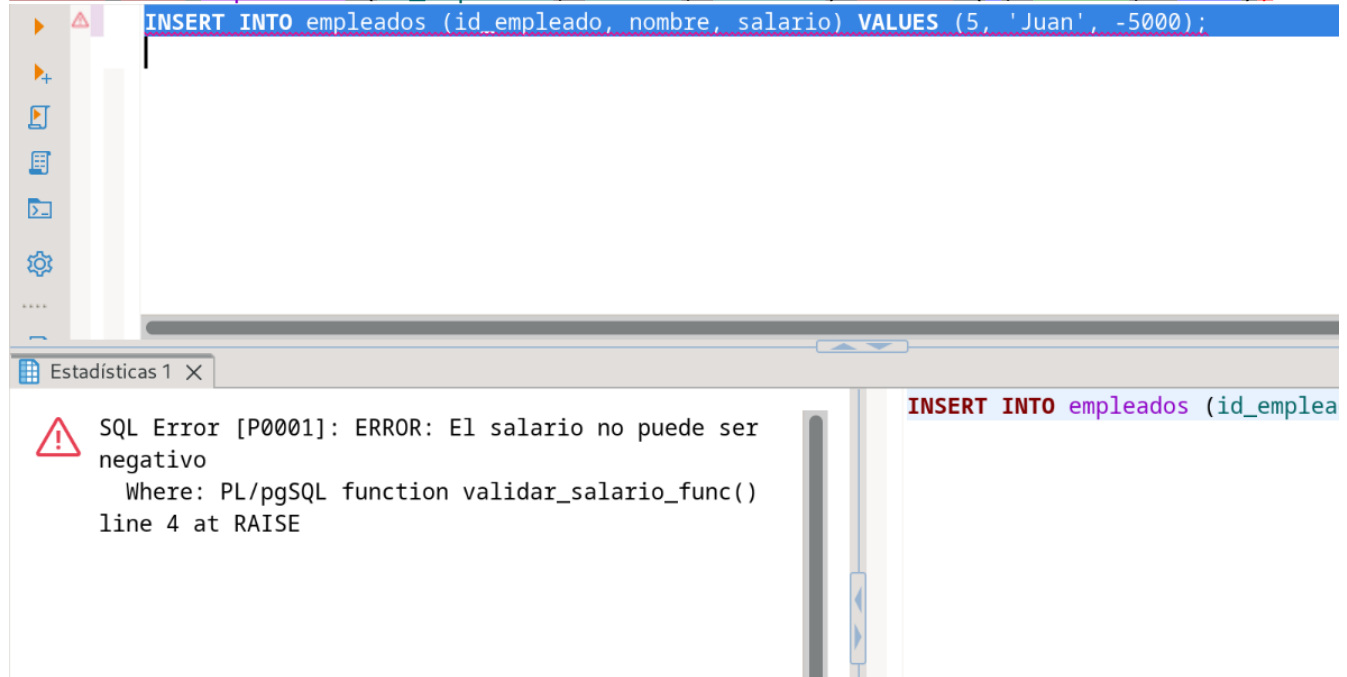 INSERT INTO empleados (id_empleado, nombre, salario) VALUES (5, 'Juan', -5000);
Estadísticas 1
SQL Error [P0001]: ERROR: El salario no puede ser
negativo
Where: PL/pgSQL function validar_salario_func()
line 4 at RAISE
INSERT INTO empleados (id_emplea